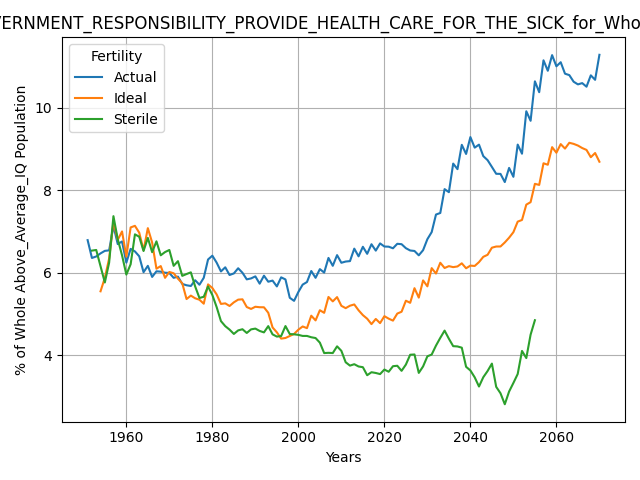 VERNMENT_RESPONSIBILITY_PROVIDE_HEALTH_CARE_FOR_THE_SICK_for_Who
Fertility
Actual
Ideal
Sterile
% of Whole Above_Average_IQ Population
10
8
6
4
1960 1980 2000 2020 2040 2060
Years